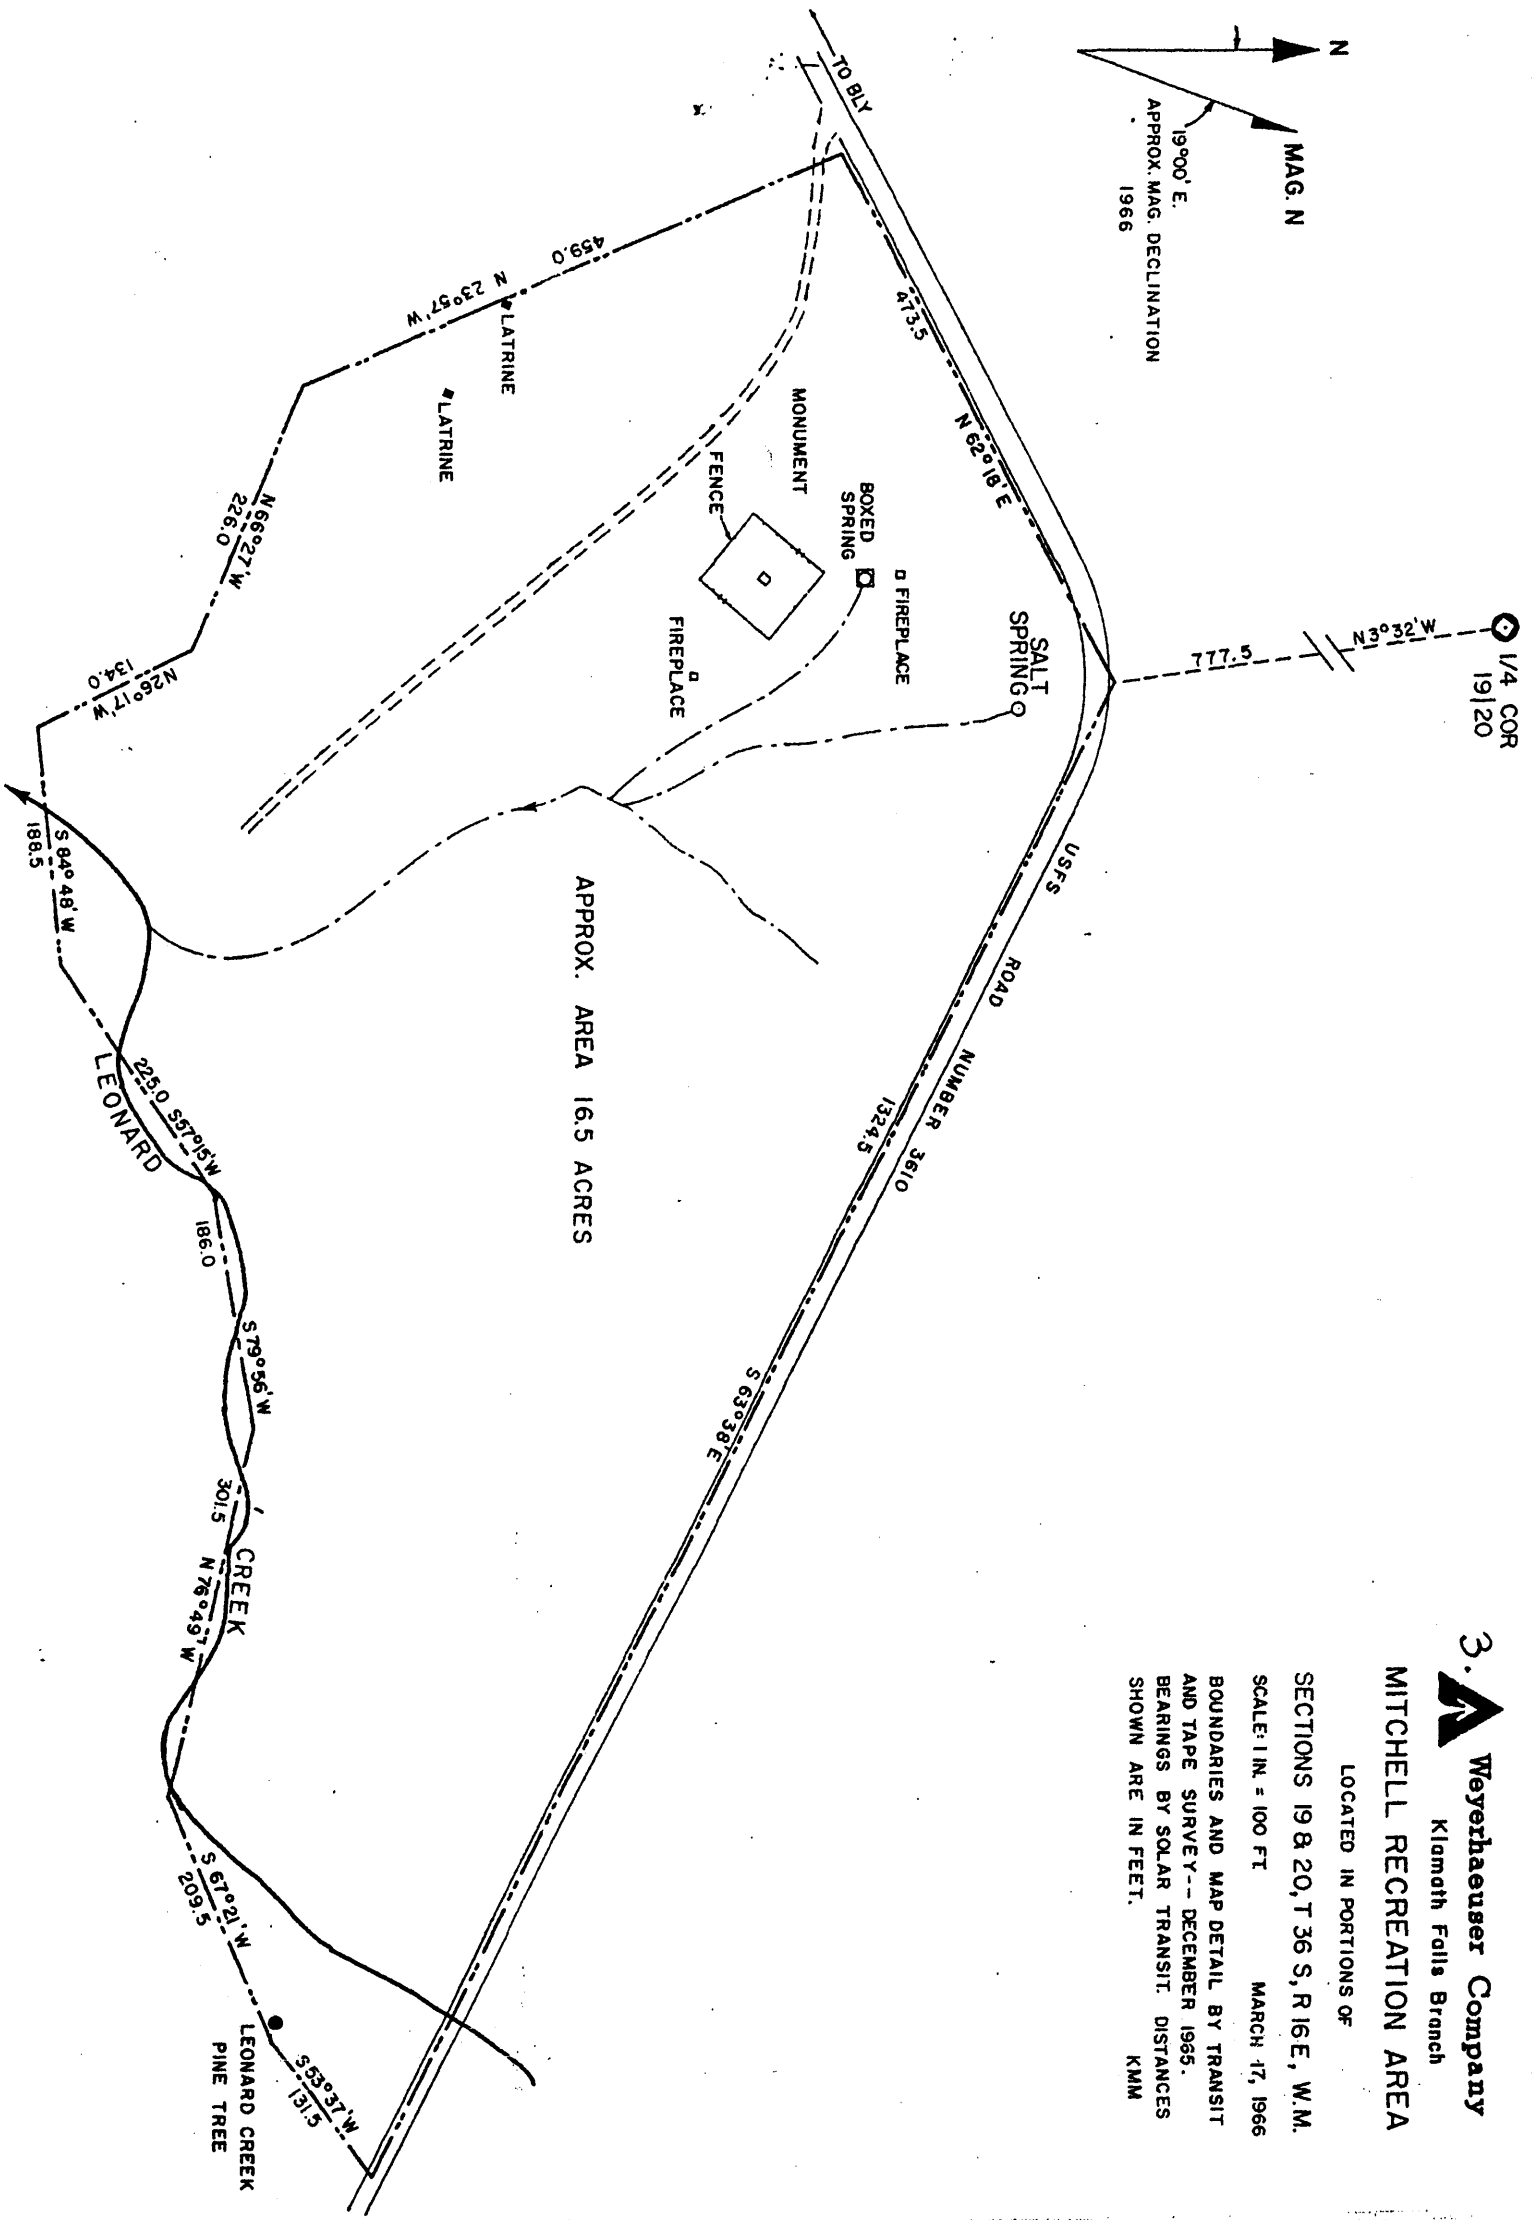 3.
Weyerhaeuser Company
Klamath Falls Branch
MITCHELL RECREATION AREA
LOCATED IN PORTIONS OF
SECTIONS 19 & 20, T 36 S, R 16 E, W.M.
SCALE: 1 IN. = 100 FT. MARCH 17, 1966
BOUNDARIES AND MAP DETAIL BY TRANSIT
AND TAPE SURVEY -- DECEMBER 1965.
BEARINGS BY SOLAR TRANSIT. DISTANCES
SHOWN ARE IN FEET. KMM
N
MAG. N
19°00' E.
APPROX. MAG. DECLINATION
1966
1/4 COR
19|20
N 3° 32' W
777.5
TO BLY
473.5
N 62° 18' E
USFS ROAD NUMBER 3610
1324.5
S 63° 38' E
SALT
SPRING
FIREPLACE
BOXED
SPRING
MONUMENT
FENCE
FIREPLACE
LATRINE
LATRINE
459.0
N 23° 57' W
N 66° 27' W
226.0
N 26° 17' W
134.0
S 84° 48' W
188.5
225.0 S 57° 15' W
186.0
S 79° 56' W
301.5
N 76° 49' W
S 67° 21' W
209.5
S 53° 37' W
131.5
APPROX. AREA 16.5 ACRES
LEONARD CREEK
LEONARD CREEK
PINE TREE